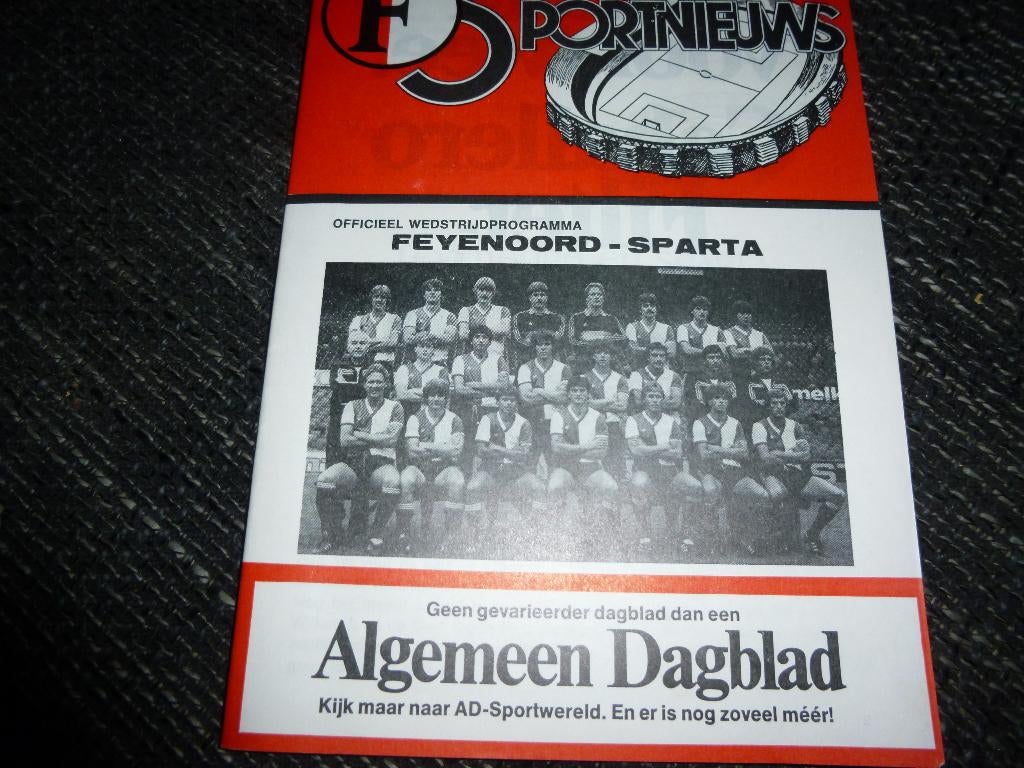 F
SPORTNIEUWS
OFFICIEEL WEDSTRIJDPROGRAMMA
FEYENOORD - SPARTA
melk
Geen gevarieerder dagblad dan een
Algemeen Dagblad
Kijk maar naar AD-Sportwereld. En er is nog zoveel méér!